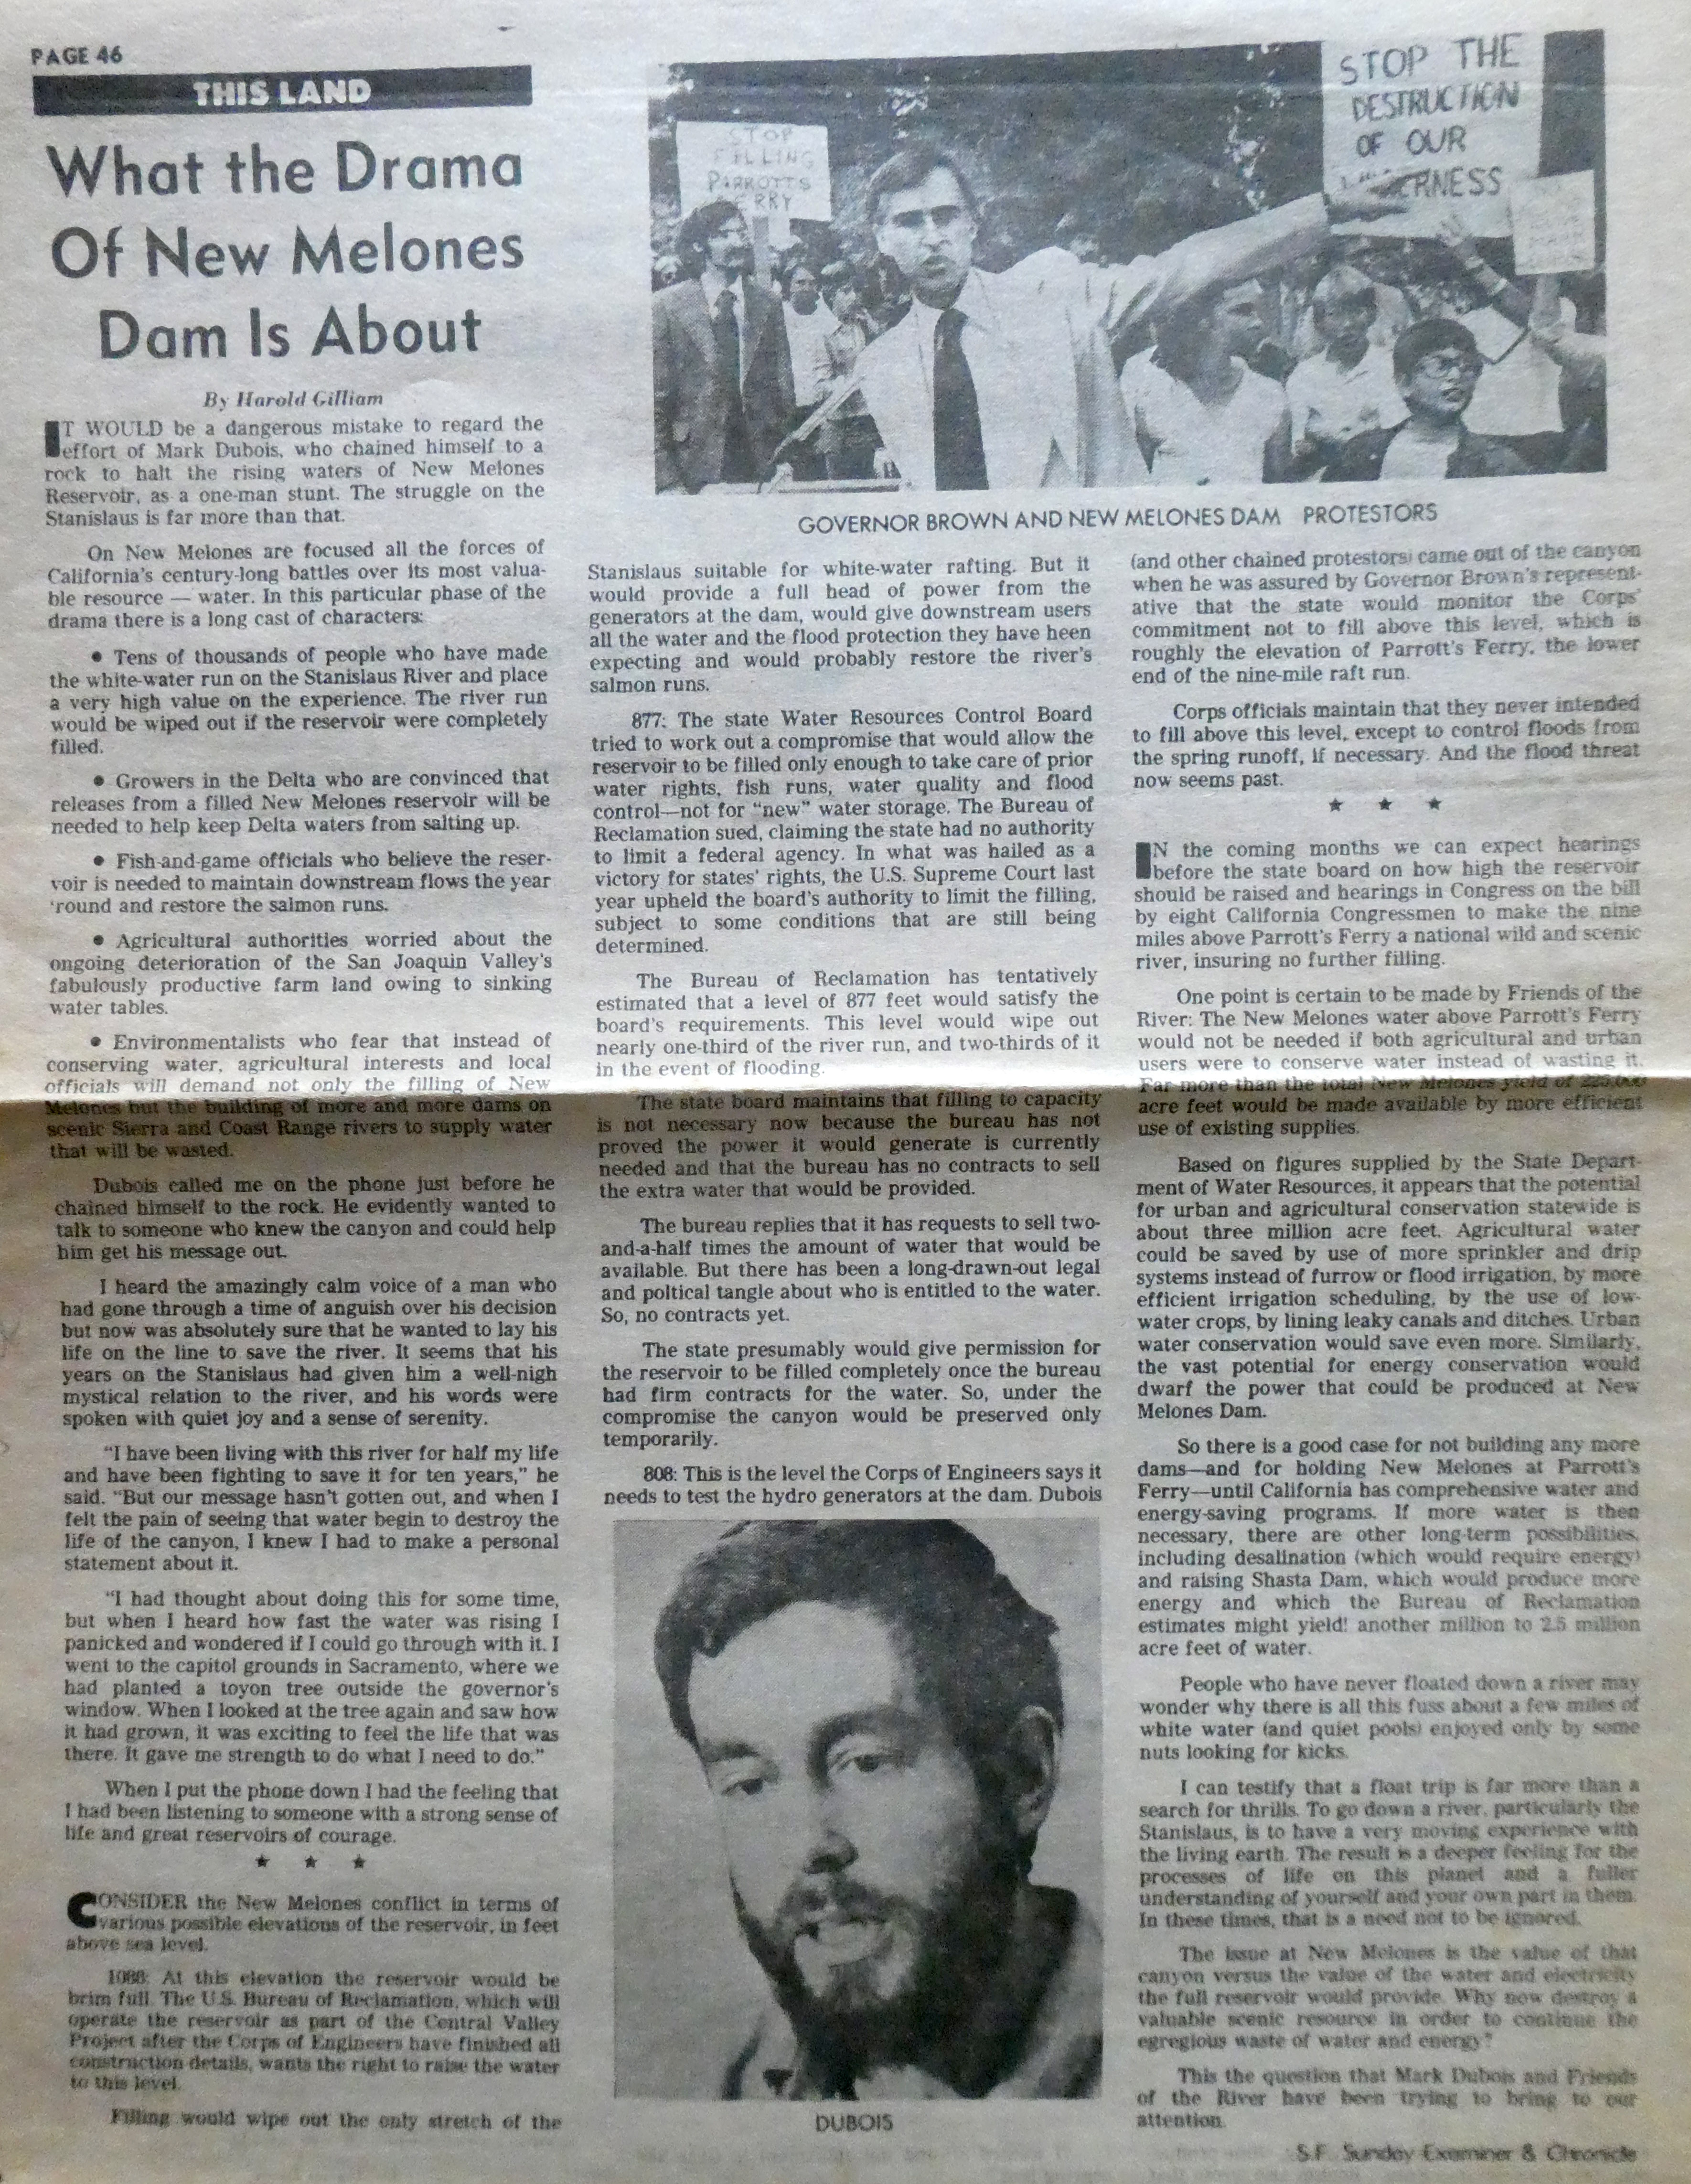 PAGE 46
THIS LAND
What the Drama
Of New Melones
Dam Is About
By Harold Gilliam
IT WOULD be a dangerous mistake to regard the
effort of Mark Dubois, who chained himself to a
rock to halt the rising waters of New Melones
Reservoir, as a one-man stunt. The struggle on the
Stanislaus is far more than that.
On New Melones are focused all the forces of
California's century-long battles over its most valua-
ble resource — water. In this particular phase of the
drama there is a long cast of characters:
• Tens of thousands of people who have made
the white-water run on the Stanislaus River and place
a very high value on the experience. The river run
would be wiped out if the reservoir were completely
filled.
• Growers in the Delta who are convinced that
releases from a filled New Melones reservoir will be
needed to help keep Delta waters from salting up.
• Fish-and-game officials who believe the reser-
voir is needed to maintain downstream flows the year
'round and restore the salmon runs.
• Agricultural authorities worried about the
ongoing deterioration of the San Joaquin Valley's
fabulously productive farm land owing to sinking
water tables.
• Environmentalists who fear that instead of
conserving water, agricultural interests and local
officials will demand not only the filling of New
Melones but the building of more and more dams on
scenic Sierra and Coast Range rivers to supply water
that will be wasted.
Dubois called me on the phone just before he
chained himself to the rock. He evidently wanted to
talk to someone who knew the canyon and could help
him get his message out.
I heard the amazingly calm voice of a man who
had gone through a time of anguish over his decision
but now was absolutely sure that he wanted to lay his
life on the line to save the river. It seems that his
years on the Stanislaus had given him a well-nigh
mystical relation to the river, and his words were
spoken with quiet joy and a sense of serenity.
"I have been living with this river for half my life
and have been fighting to save it for ten years," he
said. "But our message hasn't gotten out, and when I
felt the pain of seeing that water begin to destroy the
life of the canyon, I knew I had to make a personal
statement about it.
"I had thought about doing this for some time,
but when I heard how fast the water was rising I
panicked and wondered if I could go through with it. I
went to the capitol grounds in Sacramento, where we
had planted a toyon tree outside the governor's
window. When I looked at the tree again and saw how
it had grown, it was exciting to feel the life that was
there. It gave me strength to do what I need to do."
When I put the phone down I had the feeling that
I had been listening to someone with a strong sense of
life and great reservoirs of courage.
★ ★ ★
CONSIDER the New Melones conflict in terms of
various possible elevations of the reservoir, in feet
above sea level.
1088: At this elevation the reservoir would be
brim full. The U.S. Bureau of Reclamation, which will
operate the reservoir as part of the Central Valley
Project after the Corps of Engineers have finished all
construction details, wants the right to raise the water
to this level.
Filling would wipe out the only stretch of the
STOP
FILLING
PARROTTS
FERRY
STOP THE
DESTRUCTION
OF OUR
WILDERNESS
GOVERNOR BROWN AND NEW MELONES DAM PROTESTORS
Stanislaus suitable for white-water rafting. But it
would provide a full head of power from the
generators at the dam, would give downstream users
all the water and the flood protection they have been
expecting and would probably restore the river's
salmon runs.
877: The state Water Resources Control Board
tried to work out a compromise that would allow the
reservoir to be filled only enough to take care of prior
water rights, fish runs, water quality and flood
control—not for "new" water storage. The Bureau of
Reclamation sued, claiming the state had no authority
to limit a federal agency. In what was hailed as a
victory for states' rights, the U.S. Supreme Court last
year upheld the board's authority to limit the filling,
subject to some conditions that are still being
determined.
The Bureau of Reclamation has tentatively
estimated that a level of 877 feet would satisfy the
board's requirements. This level would wipe out
nearly one-third of the river run, and two-thirds of it
in the event of flooding.
The state board maintains that filling to capacity
is not necessary now because the bureau has not
proved the power it would generate is currently
needed and that the bureau has no contracts to sell
the extra water that would be provided.
The bureau replies that it has requests to sell two-
and-a-half times the amount of water that would be
available. But there has been a long-drawn-out legal
and poltical tangle about who is entitled to the water.
So, no contracts yet.
The state presumably would give permission for
the reservoir to be filled completely once the bureau
had firm contracts for the water. So, under the
compromise the canyon would be preserved only
temporarily.
808: This is the level the Corps of Engineers says it
needs to test the hydro generators at the dam. Dubois
DUBOIS
(and other chained protestors) came out of the canyon
when he was assured by Governor Brown's represent-
ative that the state would monitor the Corps'
commitment not to fill above this level, which is
roughly the elevation of Parrott's Ferry, the lower
end of the nine-mile raft run.
Corps officials maintain that they never intended
to fill above this level, except to control floods from
the spring runoff, if necessary. And the flood threat
now seems past.
★ ★ ★
IN the coming months we can expect hearings
before the state board on how high the reservoir
should be raised and hearings in Congress on the bill
by eight California Congressmen to make the nine
miles above Parrott's Ferry a national wild and scenic
river, insuring no further filling.
One point is certain to be made by Friends of the
River: The New Melones water above Parrott's Ferry
would not be needed if both agricultural and urban
users were to conserve water instead of wasting it.
Far more than the total New Melones yield of 225,000
acre feet would be made available by more efficient
use of existing supplies.
Based on figures supplied by the State Depart-
ment of Water Resources, it appears that the potential
for urban and agricultural conservation statewide is
about three million acre feet. Agricultural water
could be saved by use of more sprinkler and drip
systems instead of furrow or flood irrigation, by more
efficient irrigation scheduling, by the use of low-
water crops, by lining leaky canals and ditches. Urban
water conservation would save even more. Similarly,
the vast potential for energy conservation would
dwarf the power that could be produced at New
Melones Dam.
So there is a good case for not building any more
dams—and for holding New Melones at Parrott's
Ferry—until California has comprehensive water and
energy-saving programs. If more water is then
necessary, there are other long-term possibilities,
including desalination (which would require energy)
and raising Shasta Dam, which would produce more
energy and which the Bureau of Reclamation
estimates might yield! another million to 2.5 million
acre feet of water.
People who have never floated down a river may
wonder why there is all this fuss about a few miles of
white water (and quiet pools) enjoyed only by some
nuts looking for kicks.
I can testify that a float trip is far more than a
search for thrills. To go down a river, particularly the
Stanislaus, is to have a very moving experience with
the living earth. The result is a deeper feeling for the
processes of life on this planet and a fuller
understanding of yourself and your own part in them.
In these times, that is a need not to be ignored.
The issue at New Melones is the value of that
canyon versus the value of the water and electricity
the full reservoir would provide. Why now destroy a
valuable scenic resource in order to continue the
egregious waste of water and energy?
This the question that Mark Dubois and Friends
of the River have been trying to bring to our
attention.
S.F. Sunday Examiner & Chronicle